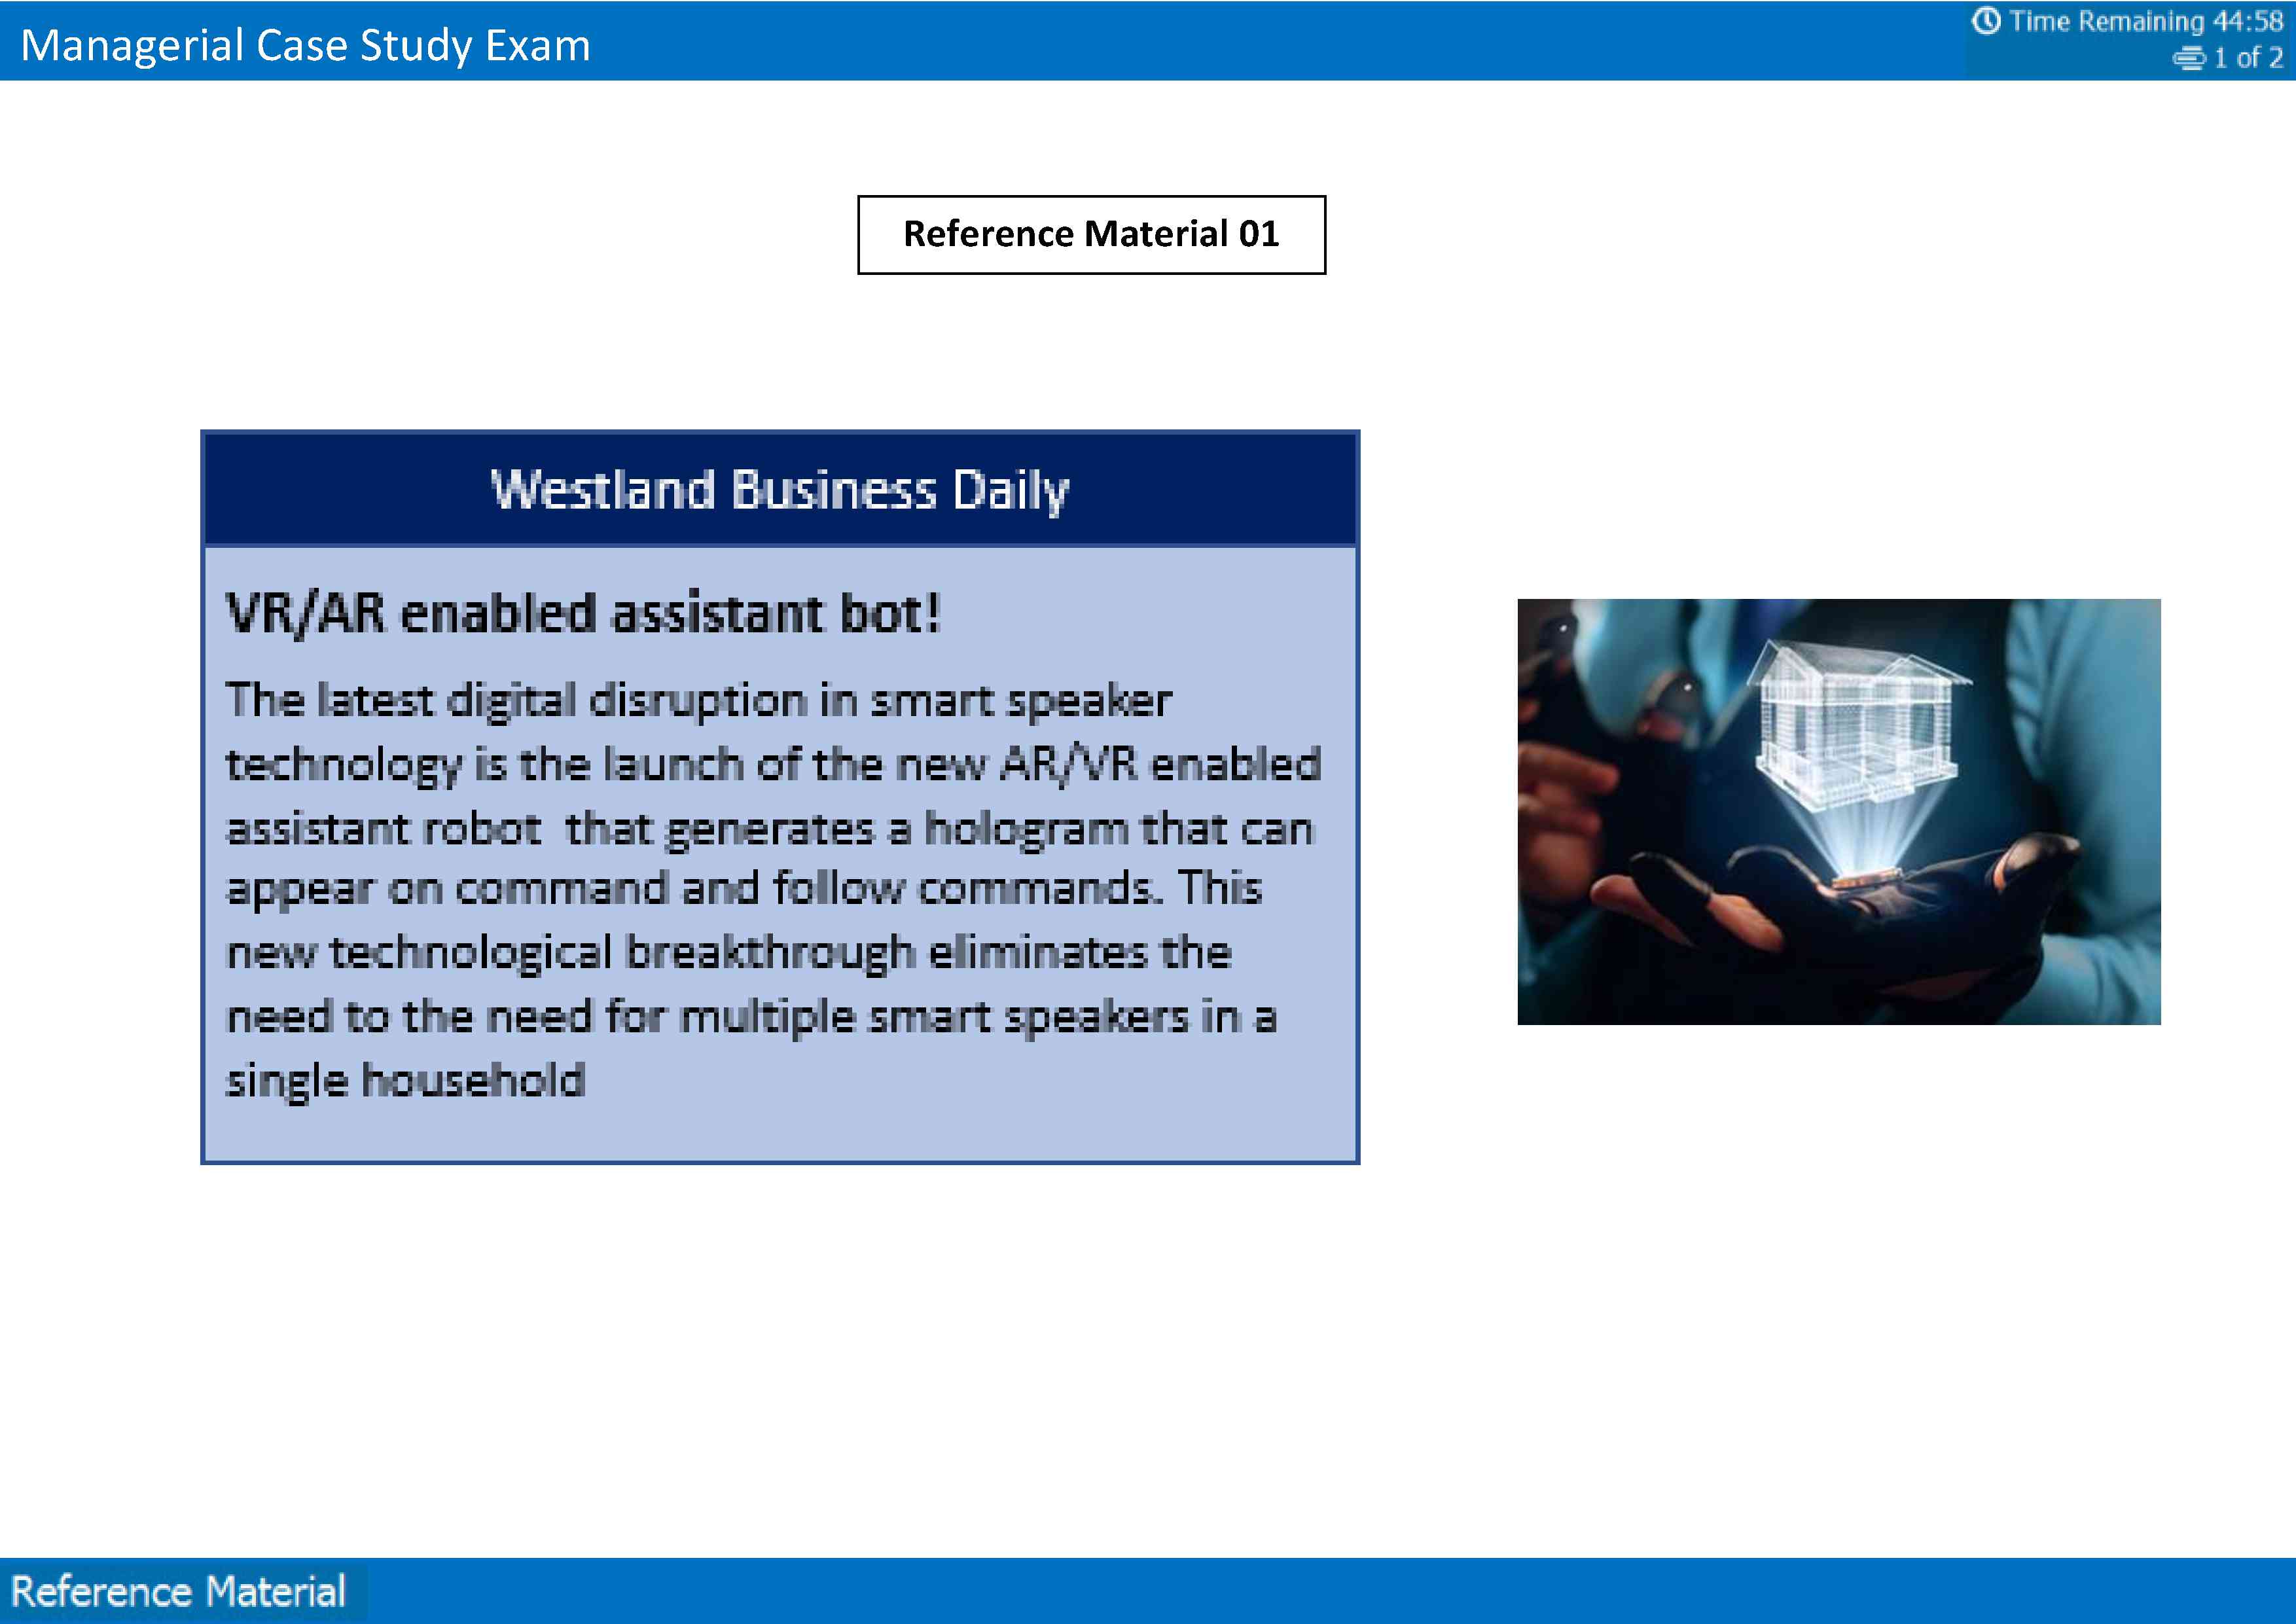 Managerial Case Study Exam
Time Remaining 44:58
1 of 2
Reference Material 01
Westland Business Daily
VR/AR enabled assistant bot!
The latest digital disruption in smart speaker
technology is the launch of the new AR/VR enabled
assistant robot  that generates a hologram that can
appear on command and follow commands. This
new technological breakthrough eliminates the
need to the need for multiple smart speakers in a
single household
Reference Material